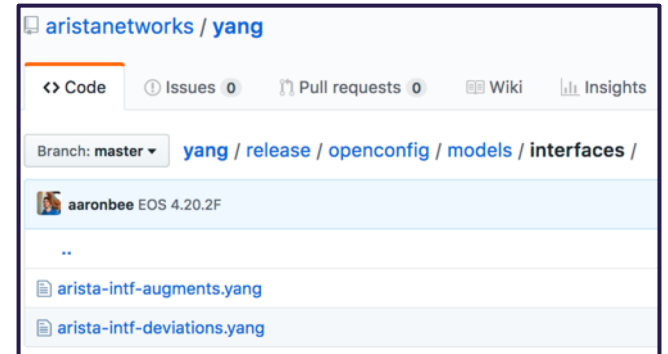 aristanetworks / yang
<> Code Issues 0 Pull requests 0 Wiki Insights
Branch: master yang / release / openconfig / models / interfaces /
aaronbee EOS 4.20.2F
..
arista-intf-augments.yang
arista-intf-deviations.yang